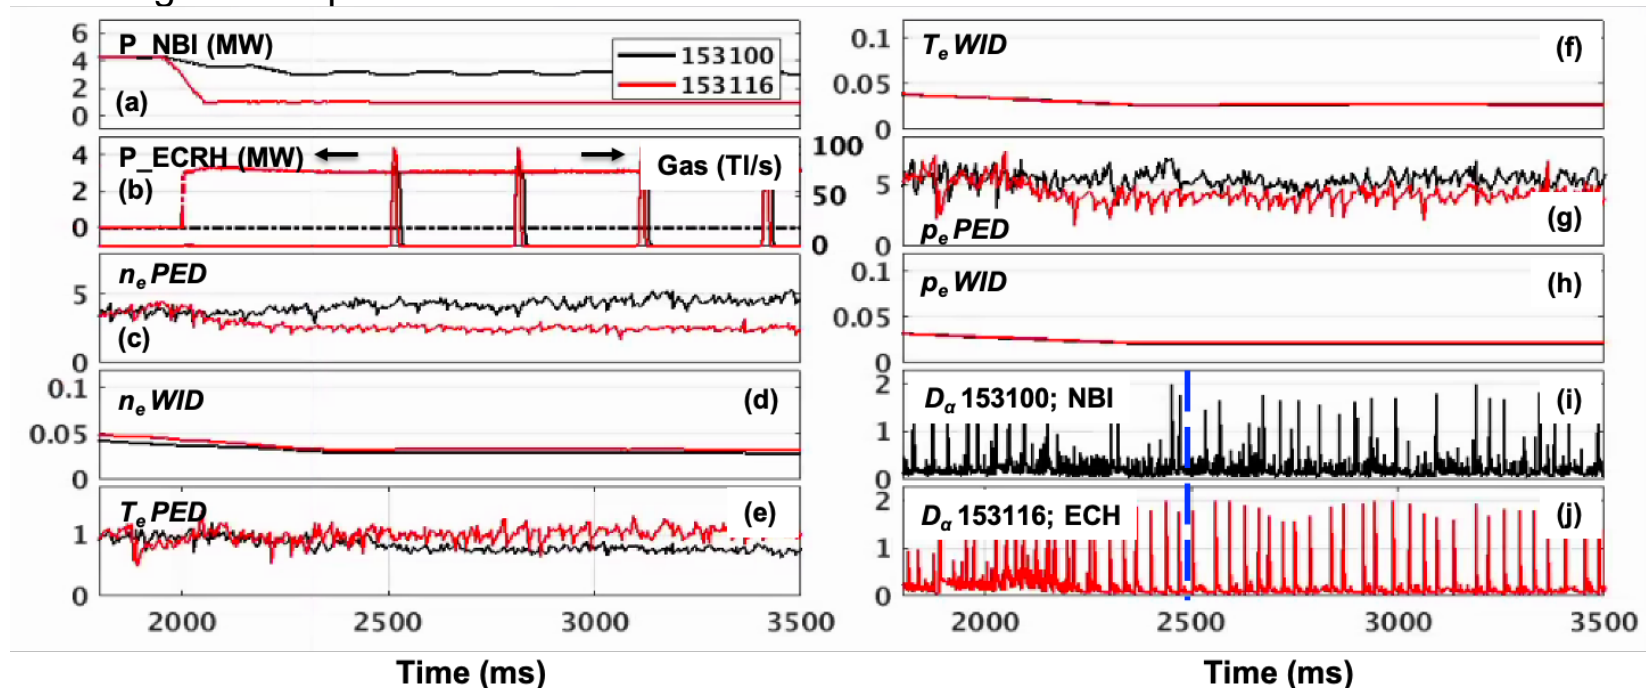 P_NBI (MW)
153100
153116
(a)
6
4
2
0
P_ECRH (MW)
Gas (Tl/s)
(b)
4
2
0
100
50
0
n_e PED
(c)
5
0
n_e WID
(d)
0.1
0.05
0
T_e PED
(e)
1
0
2000 2500 3000 3500
Time (ms)
T_e WID
(f)
0.1
0.05
0
(g)
p_e PED
5
0
p_e WID
(h)
0.1
0.05
0
D_α 153100; NBI
(i)
2
1
0
D_α 153116; ECH
(j)
2
1
0
2000 2500 3000 3500
Time (ms)